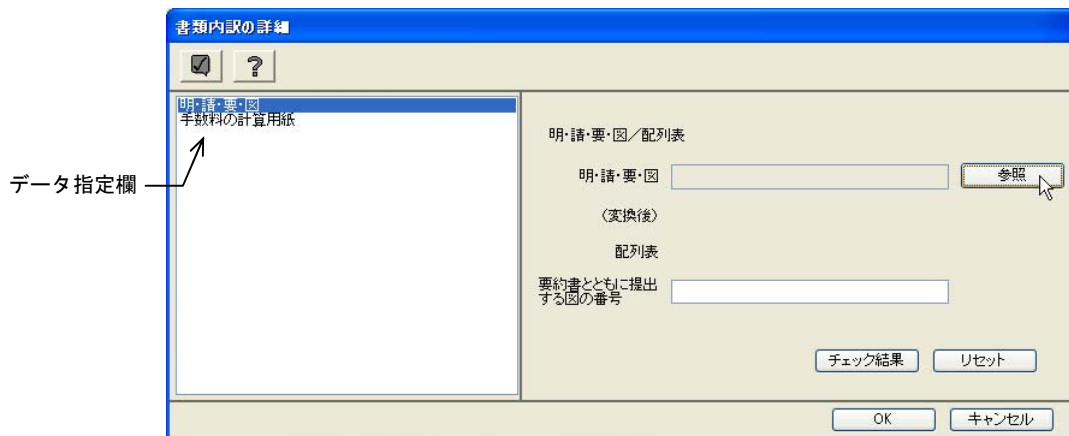 書類内訳の詳細
?
明・請・要・図
手数料の計算用紙
データ指定欄
明・請・要・図/配列表
明・請・要・図
参照
(変換後)
配列表
要約書とともに提出
する図の番号
チェック結果
リセット
OK
キャンセル